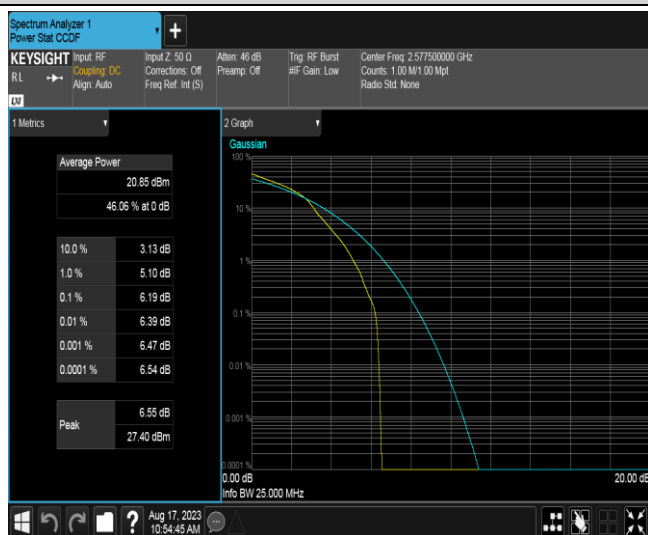 Spectrum Analyzer 1
Power Stat CCDF
KEYSIGHT
RL
LXI
Input: RF
Coupling: DC
Align: Auto
Input Z: 50 Ω
Corrections: Off
Freq Ref: Int (S)
Atten: 46 dB
Preamp: Off
Trig: RF Burst
#IF Gain: Low
Center Freq: 2.577500000 GHz
Counts: 1.00 M/1.00 Mpt
Radio Std: None
1 Metrics
Average Power
20.85 dBm
46.06 % at 0 dB
10.0 % 3.13 dB
1.0 % 5.10 dB
0.1 % 6.19 dB
0.01 % 6.39 dB
0.001 % 6.47 dB
0.0001 % 6.54 dB
Peak 6.55 dB
27.40 dBm
2 Graph
Gaussian
100 %
10 %
1 %
0.1 %
0.01 %
0.001 %
0.0001 %
0.00 dB 20.00 dB
Info BW 25.000 MHz
? Aug 17, 2023
10:54:45 AM